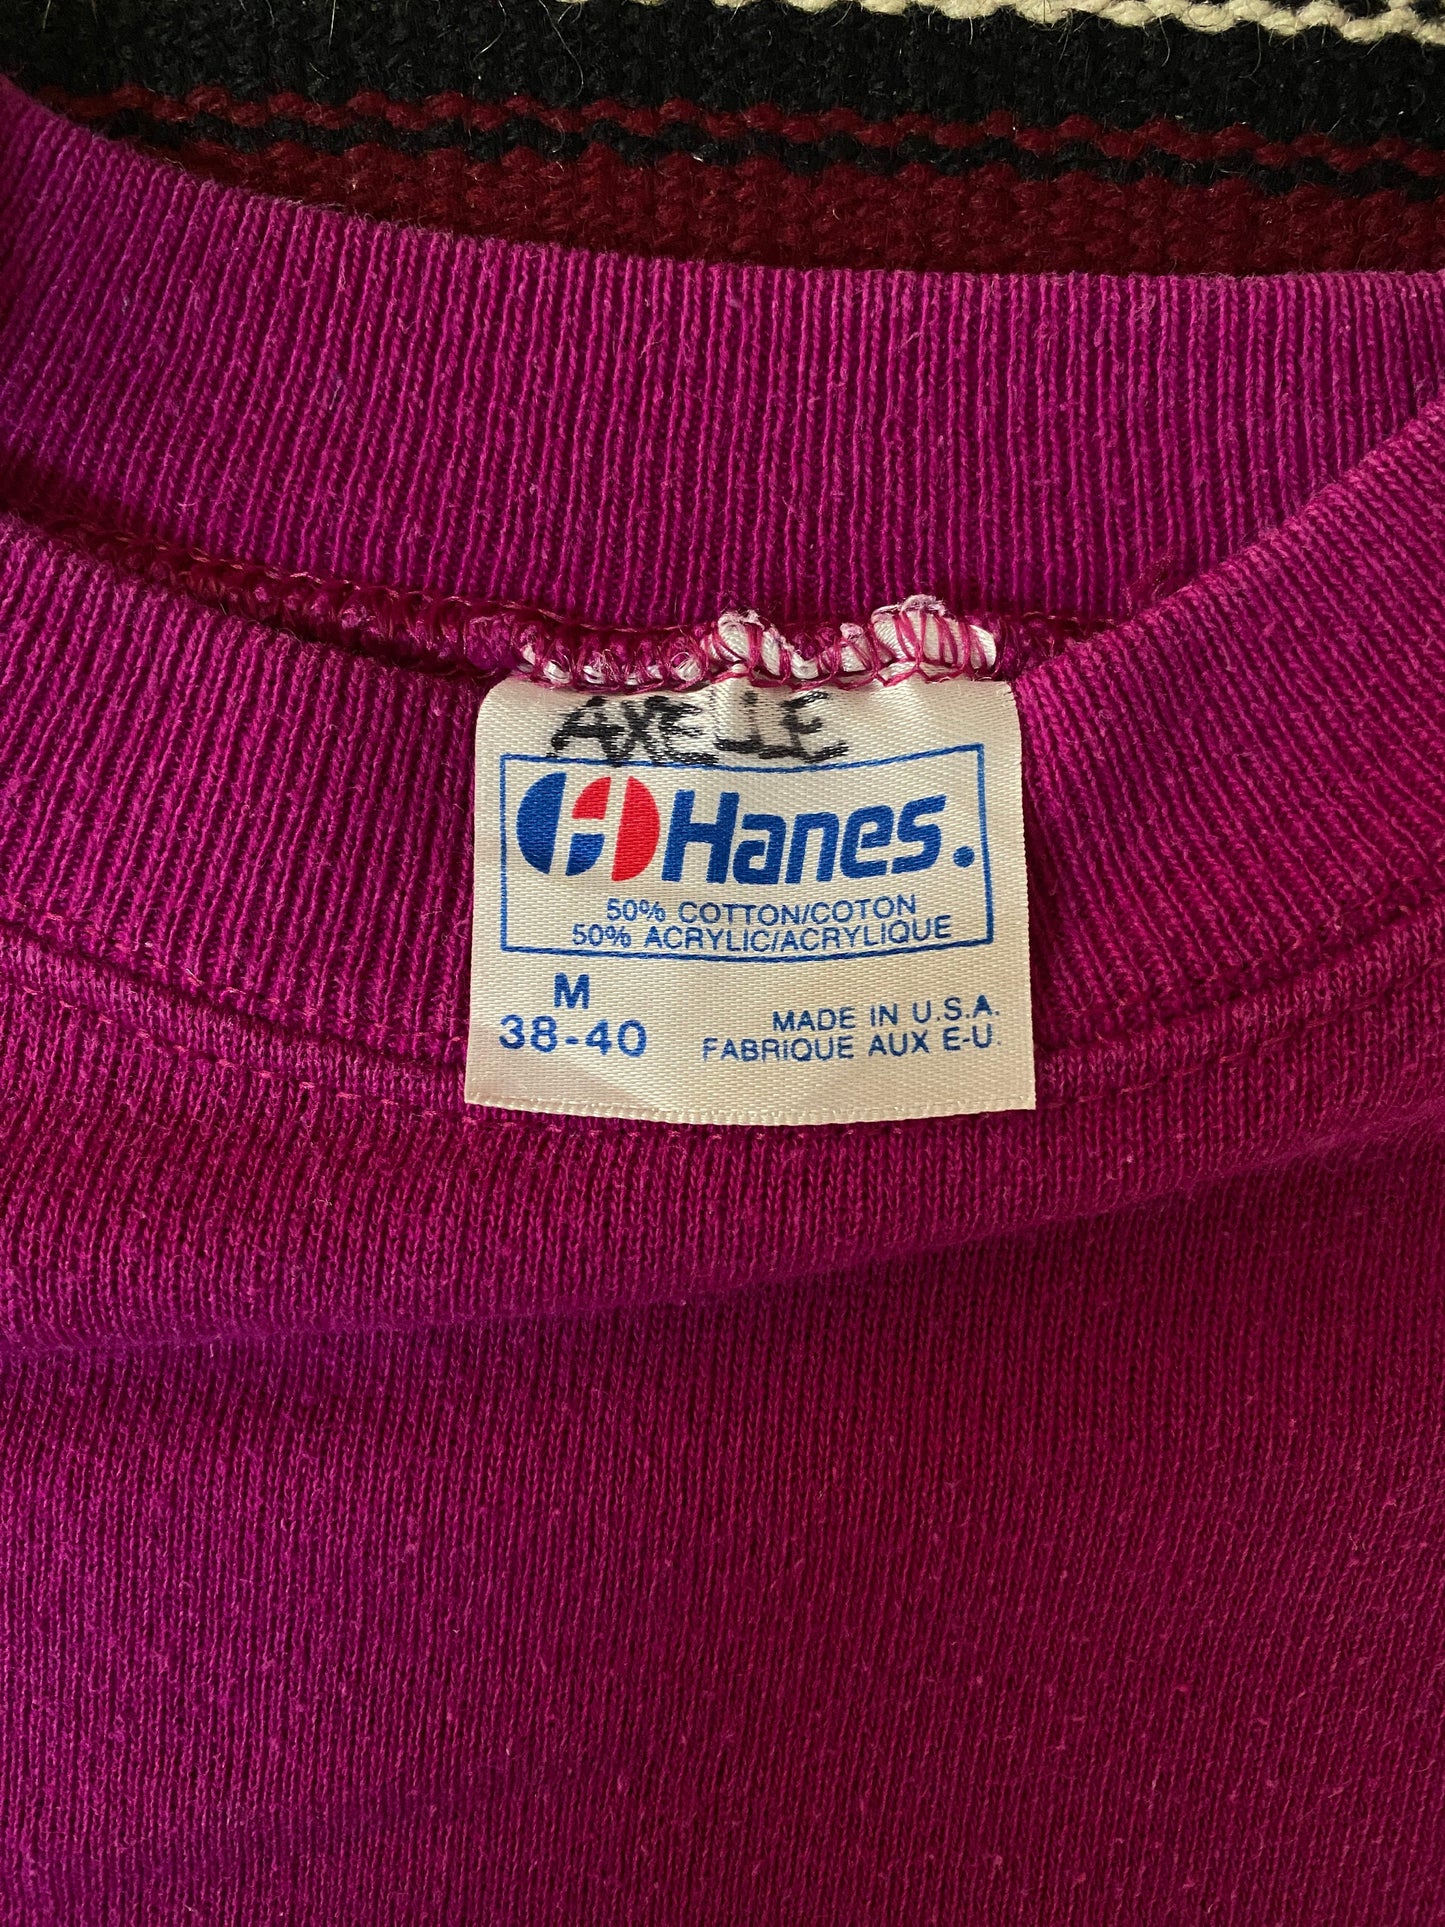 AXELLE
Hanes.
50% COTTON/COTON
50% ACRYLIC/ACRYLIQUE
M
38-40
MADE IN U.S.A.
FABRIQUE AUX E-U.